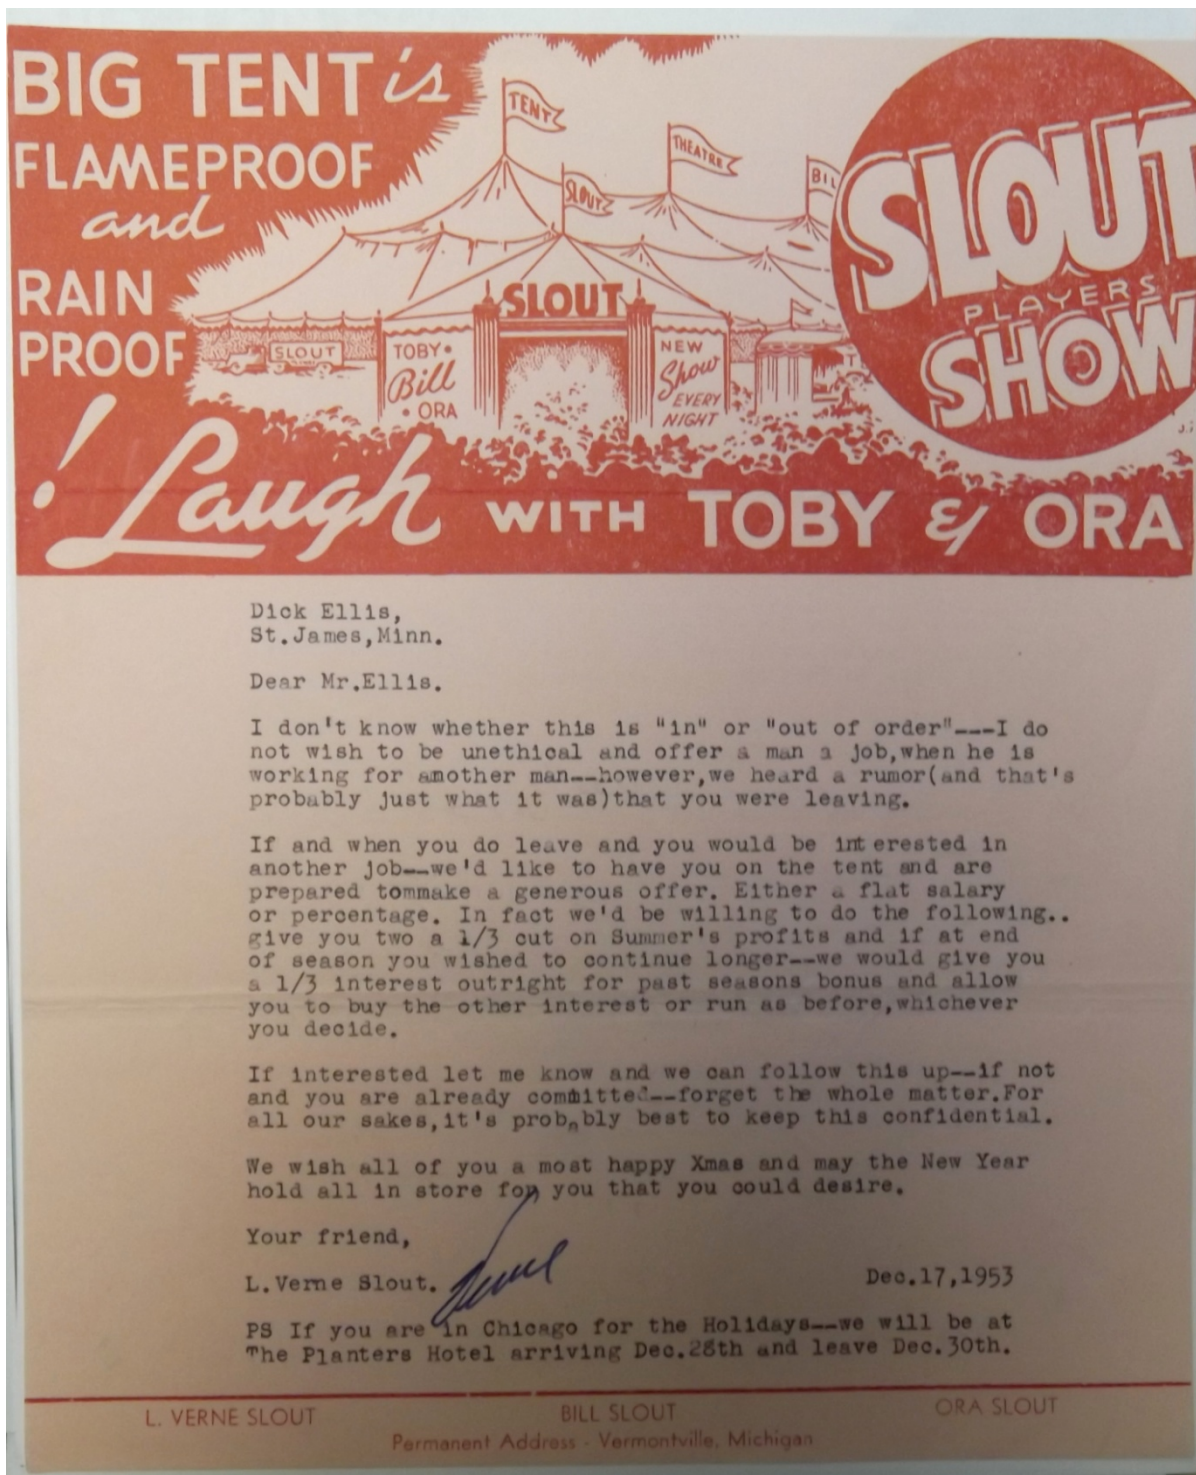 BIG TENT is
FLAMEPROOF
and
RAIN
PROOF
TENT
THEATRE
SLOUT
BIL
SLOUT
PLAYERS
SHOW
SLOUT
SLOUT
TOBY•
Bill
• ORA
NEW
Show
EVERY
NIGHT
! Laugh WITH TOBY & ORA
Dick Ellis,
St.James,Minn.
Dear Mr.Ellis.
I don't know whether this is "in" or "out of order"---I do
not wish to be unethical and offer a man a job,when he is
working for amother man--however,we heard a rumor(and that's
probably just what it was)that you were leaving.
If and when you do leave and you would be interested in
another job--we'd like to have you on the tent and are
prepared tommake a generous offer. Either a flat salary
or percentage. In fact we'd be willing to do the following..
give you two a 1/3 cut on Summer's profits and if at end
of season you wished to continue longer--we would give you
a 1/3 interest outright for past seasons bonus and allow
you to buy the other interest or run as before,whichever
you decide.
If interested let me know and we can follow this up--if not
and you are already committed--forget the whole matter.For
all our sakes,it's probably best to keep this confidential.
We wish all of you a most happy Xmas and may the New Year
hold all in store for you that you could desire.
Your friend,
L.Verne Slout. Verne Dec.17,1953
PS If you are in Chicago for the Holidays--we will be at
The Planters Hotel arriving Dec.28th and leave Dec.30th.
L. VERNE SLOUT BILL SLOUT ORA SLOUT
Permanent Address - Vermontville, Michigan